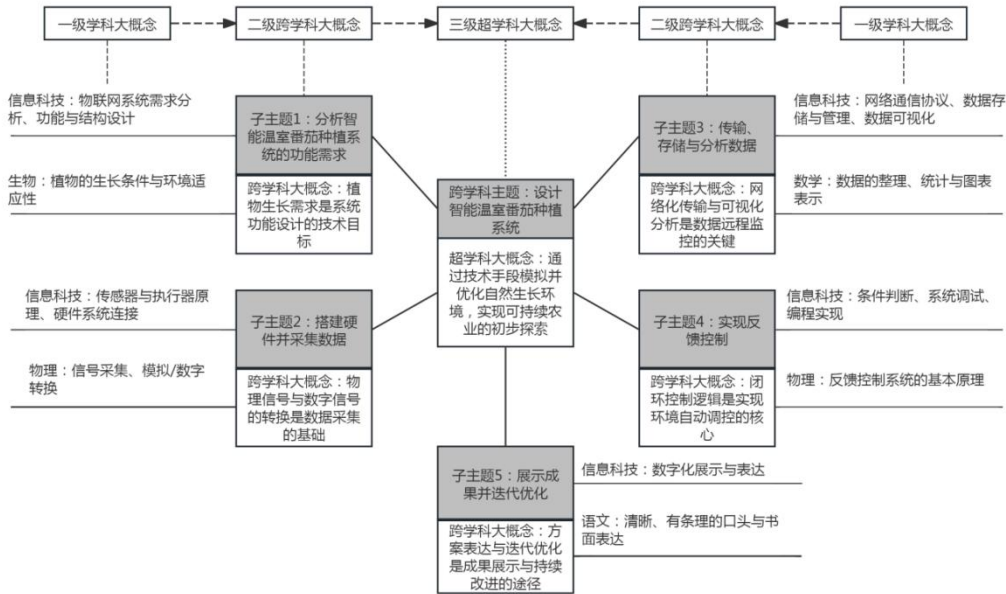 一级学科大概念
二级跨学科大概念
三级超学科大概念
二级跨学科大概念
一级学科大概念
信息科技：物联网系统需求分
析、功能与结构设计
生物：植物的生长条件与环境适
应性
子主题1：分析智
能温室番茄种植系
统的功能需求
跨学科大概念：植
物生长需求是系统
功能设计的技术目
标
信息科技：传感器与执行器原
理、硬件系统连接
物理：信号采集、模拟/数字
转换
子主题2：搭建硬
件并采集数据
跨学科大概念：物
理信号与数字信号
的转换是数据采集
的基础
跨学科主题：设计
智能温室番茄种植
系统
超学科大概念：通
过技术手段模拟并
优化自然生长环
境，实现可持续农
业的初步探索
子主题3：传输、
存储与分析数据
跨学科大概念：网
络化传输与可视化
分析是数据远程监
控的关键
信息科技：网络通信协议、数据存
储与管理、数据可视化
数学：数据的整理、统计与图表
表示
子主题4：实现反
馈控制
跨学科大概念：闭
环控制逻辑是实现
环境自动调控的核
心
信息科技：条件判断、系统调试、
编程实现
物理：反馈控制系统的基本原理
子主题5：展示成
果并迭代优化
跨学科大概念：方
案表达与迭代优化
是成果展示与持续
改进的途径
信息科技：数字化展示与表达
语文：清晰、有条理的口头与书
面表达